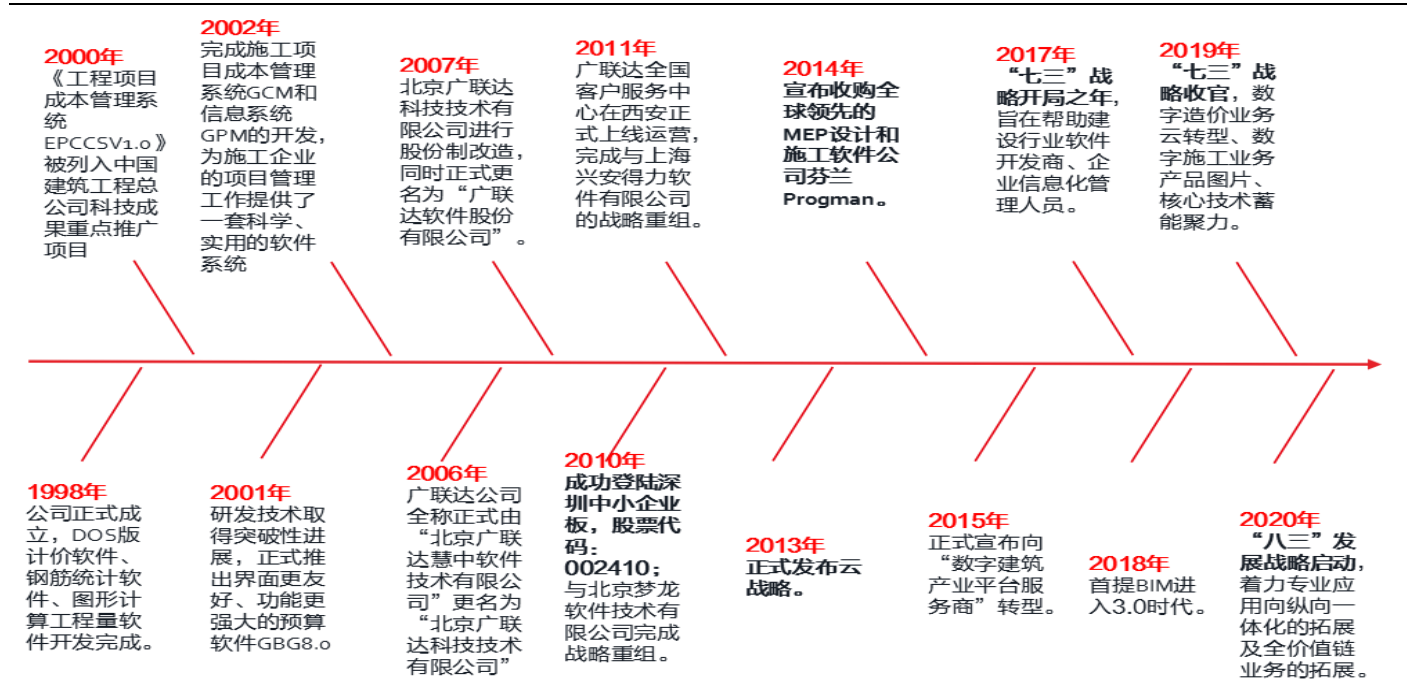 2000年
《工程项目
成本管理系
统
EPCCSV1.0》
被列入中国
建筑工程总
公司科技成
果重点推广
项目
2002年
完成施工项
目成本管理
系统GCM和
信息系统
GPM的开发，
为施工企业
的项目管理
工作提供了
一套科学、
实用的软件
系统
2007年
北京广联达
科技技术有
限公司进行
股份制改造，
同时正式更
名为“广联
达软件股份
有限公司”。
2011年
广联达全国
客户服务中
心在西安正
式上线运营，
完成与上海
兴安得力软
件有限公司
的战略重组。
2014年
宣布收购全
球领先的
MEP设计和
施工软件公
司芬兰
Progman。
2017年
“七三”战
略开局之年，
旨在帮助建
设行业软件
开发商、企
业信息化管
理人员。
2019年
“七三”战
略收官，数
字造价业务
云转型、数
字施工业务
产品图片、
核心技术蓄
能聚力。
1998年
公司正式成
立，DOS版
计价软件、
钢筋统计软
件、图形计
算工程量软
件开发完成。
2001年
研发技术取
得突破性进
展，正式推
出界面更友
好、功能更
强大的预算
软件GBG8.0
2006年
广联达公司
全称正式由
“北京广联
达慧中软件
技术有限公
司”更名为
“北京广联
达科技技术
有限公司”
2010年
成功登陆深
圳中小企业
板，股票代
码：
002410；
与北京梦龙
软件技术有
限公司完成
战略重组。
2013年
正式发布云
战略。
2015年
正式宣布向
“数字建筑
产业平台服
务商”转型。
2018年
首提BIM进
入3.0时代。
2020年
“八三”发
展战略启动，
着力专业应
用向纵向一
体化的拓展
及全价值链
业务的拓展。